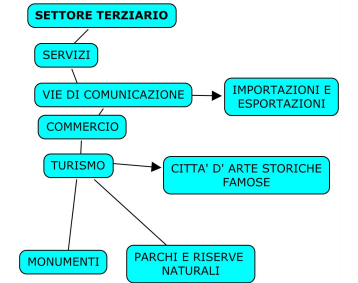 SETTORE TERZIARIO
SERVIZI
VIE DI COMUNICAZIONE
IMPORTAZIONI E
ESPORTAZIONI
COMMERCIO
TURISMO
CITTA' D' ARTE STORICHE
FAMOSE
MONUMENTI
PARCHI E RISERVE
NATURALI